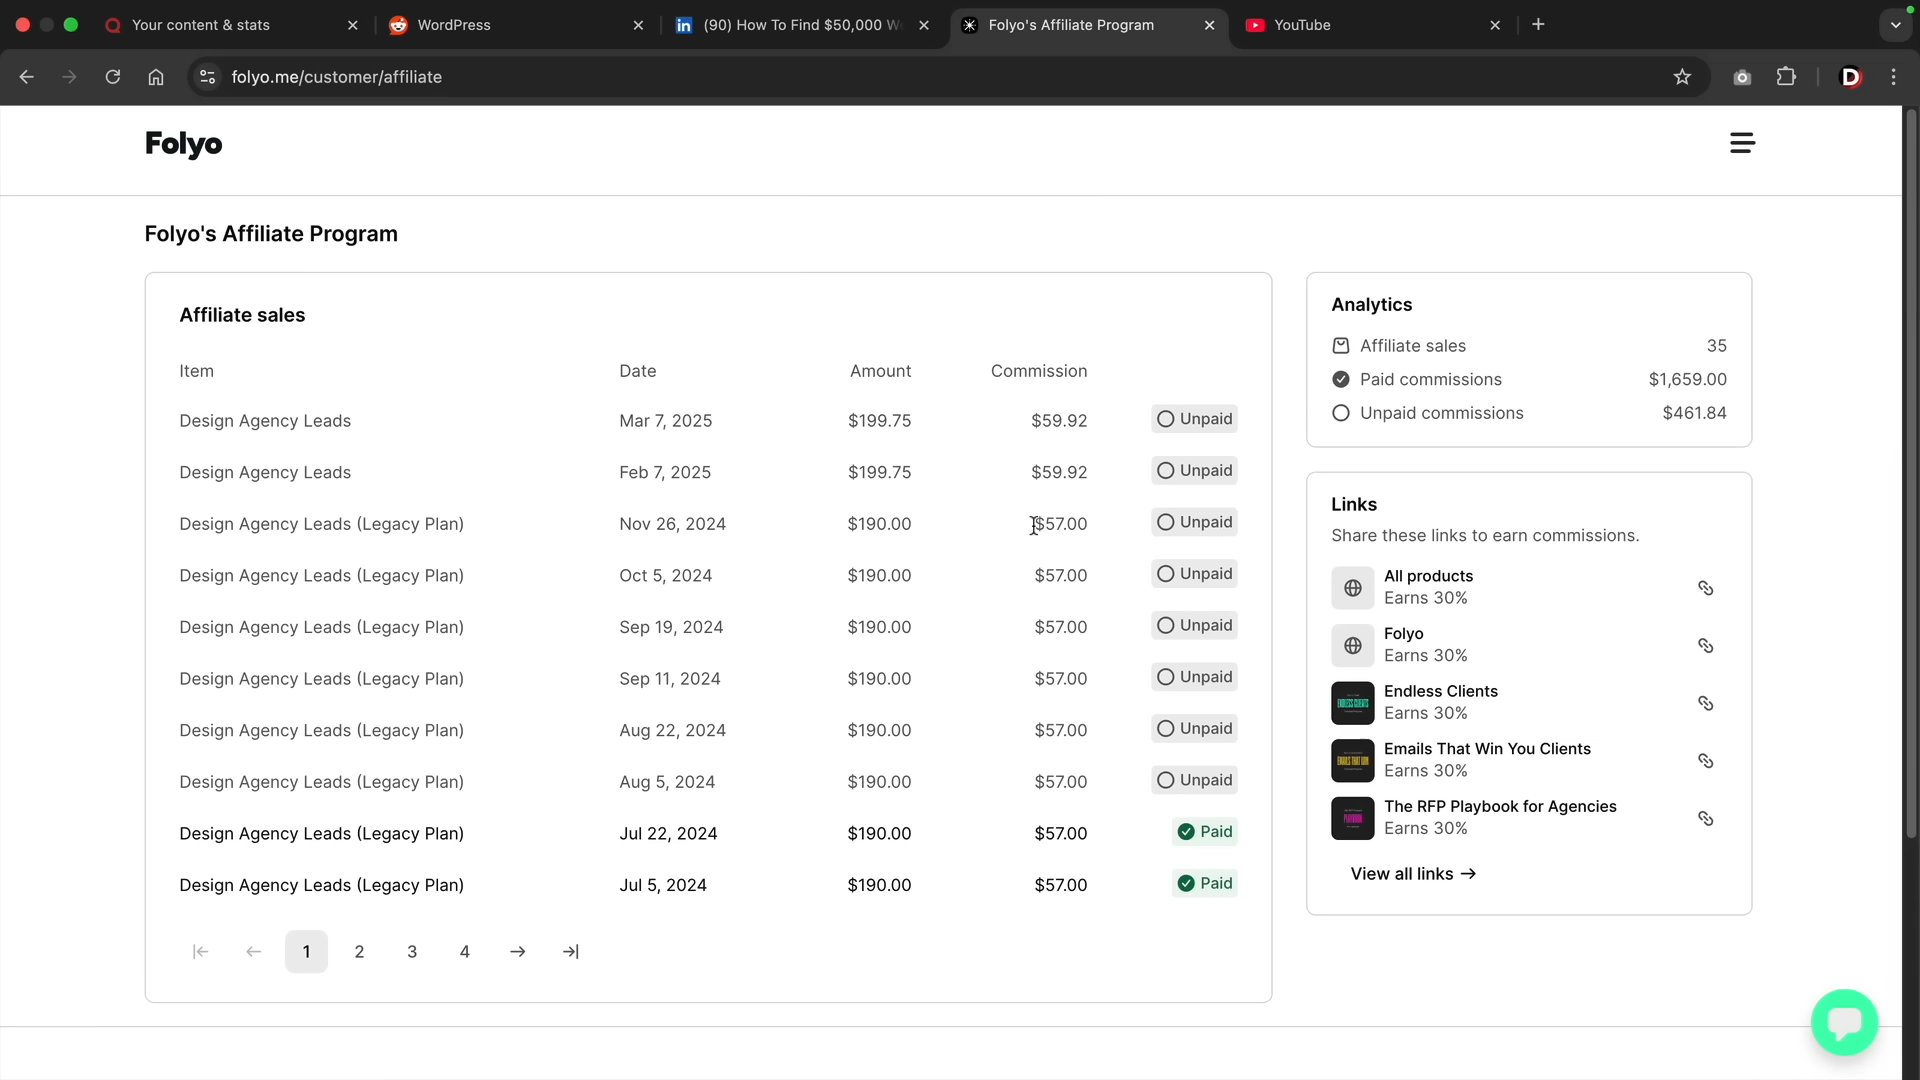 Your content & stats
WordPress
(90) How To Find $50,000 W
Folyo's Affiliate Program
YouTube
folyo.me/customer/affiliate
D
Folyo
Folyo's Affiliate Program
Affiliate sales
Item Date Amount Commission
Design Agency Leads Mar 7, 2025 $199.75 $59.92 Unpaid
Design Agency Leads Feb 7, 2025 $199.75 $59.92 Unpaid
Design Agency Leads (Legacy Plan) Nov 26, 2024 $190.00 $57.00 Unpaid
Design Agency Leads (Legacy Plan) Oct 5, 2024 $190.00 $57.00 Unpaid
Design Agency Leads (Legacy Plan) Sep 19, 2024 $190.00 $57.00 Unpaid
Design Agency Leads (Legacy Plan) Sep 11, 2024 $190.00 $57.00 Unpaid
Design Agency Leads (Legacy Plan) Aug 22, 2024 $190.00 $57.00 Unpaid
Design Agency Leads (Legacy Plan) Aug 5, 2024 $190.00 $57.00 Unpaid
Design Agency Leads (Legacy Plan) Jul 22, 2024 $190.00 $57.00 Paid
Design Agency Leads (Legacy Plan) Jul 5, 2024 $190.00 $57.00 Paid
1 2 3 4
Analytics
Affiliate sales 35
Paid commissions $1,659.00
Unpaid commissions $461.84
Links
Share these links to earn commissions.
All products
Earns 30%
Folyo
Earns 30%
ENDLESS CLIENTS
Endless Clients
Earns 30%
EMAILS THAT WIN
Emails That Win You Clients
Earns 30%
PLAYBOOK
The RFP Playbook for Agencies
Earns 30%
View all links